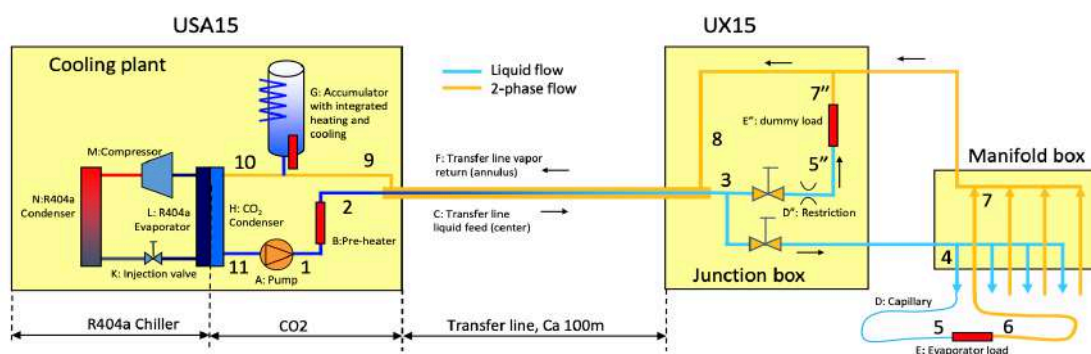 USA15
UX15
Cooling plant
G: Accumulator
with integrated
heating and
cooling
Liquid flow
2-phase flow
M:Compressor
N:R404a
Condenser
L: R404a
Evaporator
K: Injection valve
10
9
H: CO2
Condenser
2
B:Pre-heater
11
1
A: Pump
F: Transfer line vapor
return (annulus)
C: Transfer line
liquid feed (center)
7”
E”: dummy load
8
5”
3
D”: Restriction
Junction box
Manifold box
7
4
D: Capillary
5
6
E: Evaporator load
R404a Chiller
CO2
Transfer line, Ca 100m